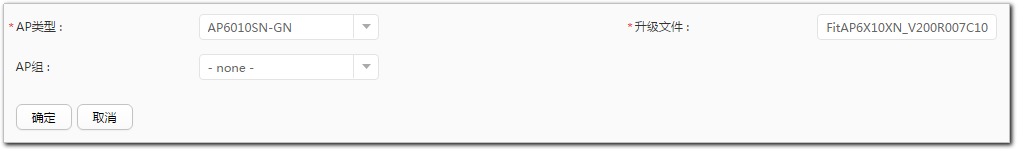 *AP类型： AP6010SN-GN *升级文件： FitAP6X10XN_V200R007C10
AP组： - none -
确定 取消